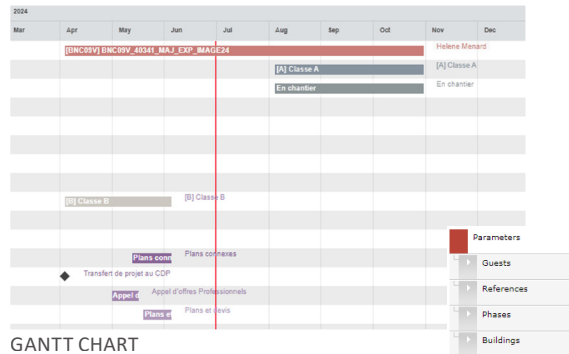 2024
Mar Apr May Jun Jul Aug Sep Oct Nov Dec
[BNC09V] BNC09V_40341_MAJ_EXP_IMAGE24 Helene Menard
[A] Classe A [A] Classe A
En chantier En chantier
[B] Classe B [B] Classe B
Plans conn Plans connexes
Transfert de projet au CDP
Appel d Appel d'offres Professionnels
Plans et Plans et devis
Parameters
Guests
References
Phases
Buildings
GANTT CHART